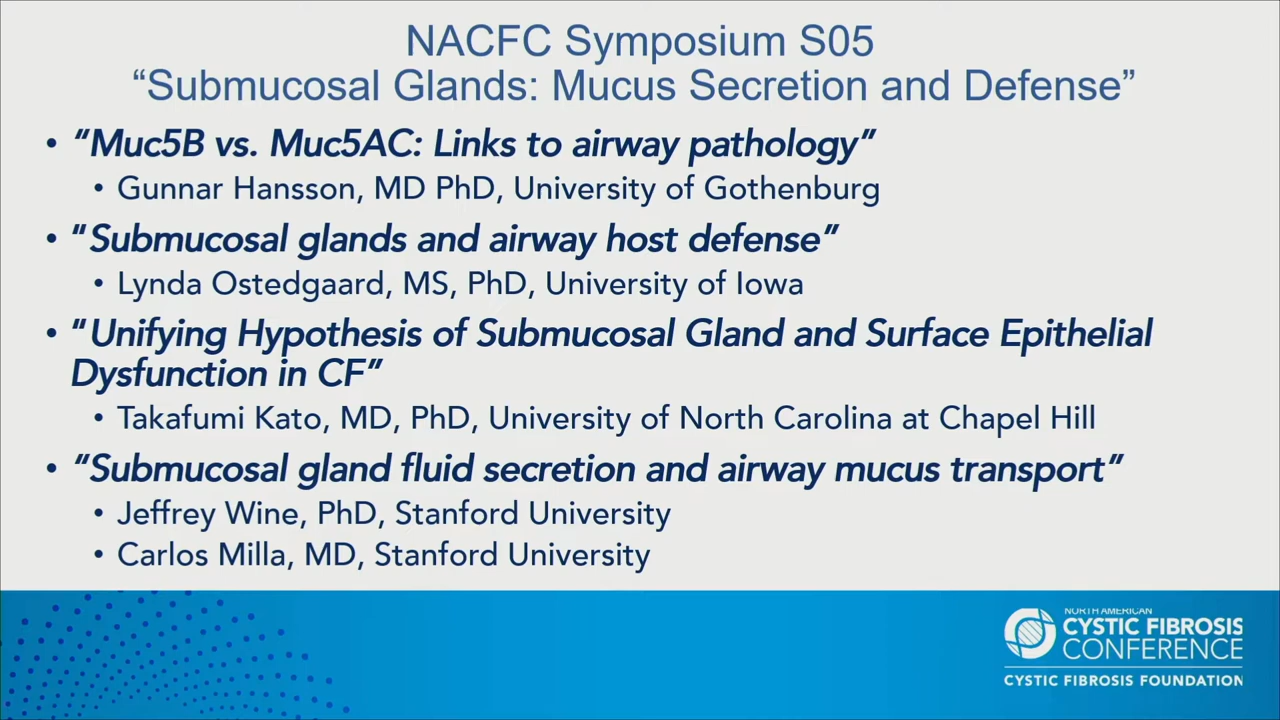 NACFC Symposium S05
“Submucosal Glands: Mucus Secretion and Defense”
• “Muc5B vs. Muc5AC: Links to airway pathology”
• Gunnar Hansson, MD PhD, University of Gothenburg
• “Submucosal glands and airway host defense”
• Lynda Ostedgaard, MS, PhD, University of Iowa
• “Unifying Hypothesis of Submucosal Gland and Surface Epithelial
Dysfunction in CF”
• Takafumi Kato, MD, PhD, University of North Carolina at Chapel Hill
• “Submucosal gland fluid secretion and airway mucus transport”
• Jeffrey Wine, PhD, Stanford University
• Carlos Milla, MD, Stanford University
NORTH AMERICAN
CYSTIC FIBROSIS
CONFERENCE
CYSTIC FIBROSIS FOUNDATION